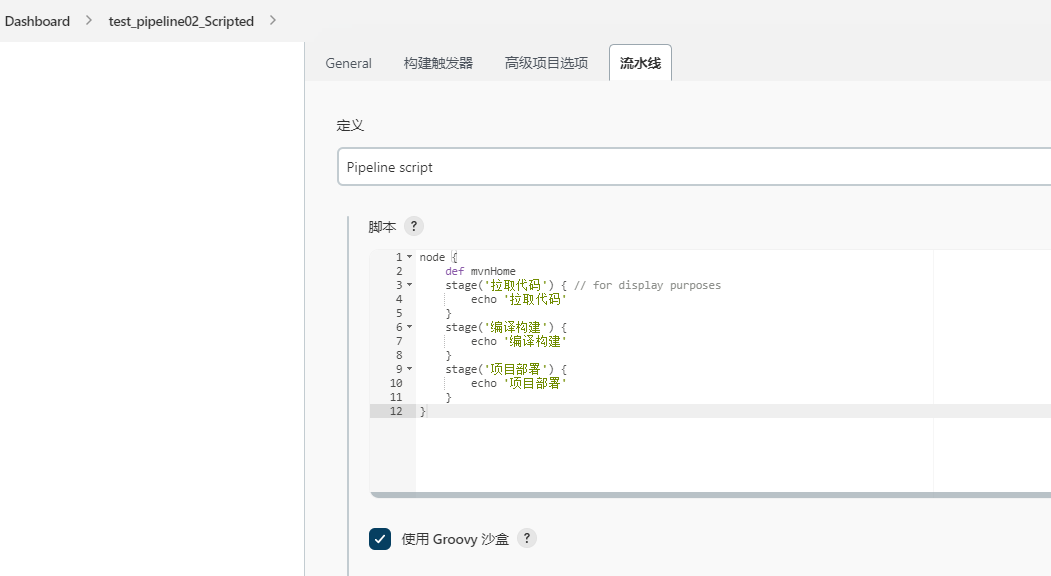 Dashboard > test_pipeline02_Scripted >
General 构建触发器 高级项目选项 流水线
定义
Pipeline script
脚本 ?
1 node {
2     def mvnHome
3     stage('拉取代码') { // for display purposes
4         echo '拉取代码'
5     }
6     stage('编译构建') {
7         echo '编译构建'
8     }
9     stage('项目部署') {
10         echo '项目部署'
11     }
12 }
使用 Groovy 沙盒 ?